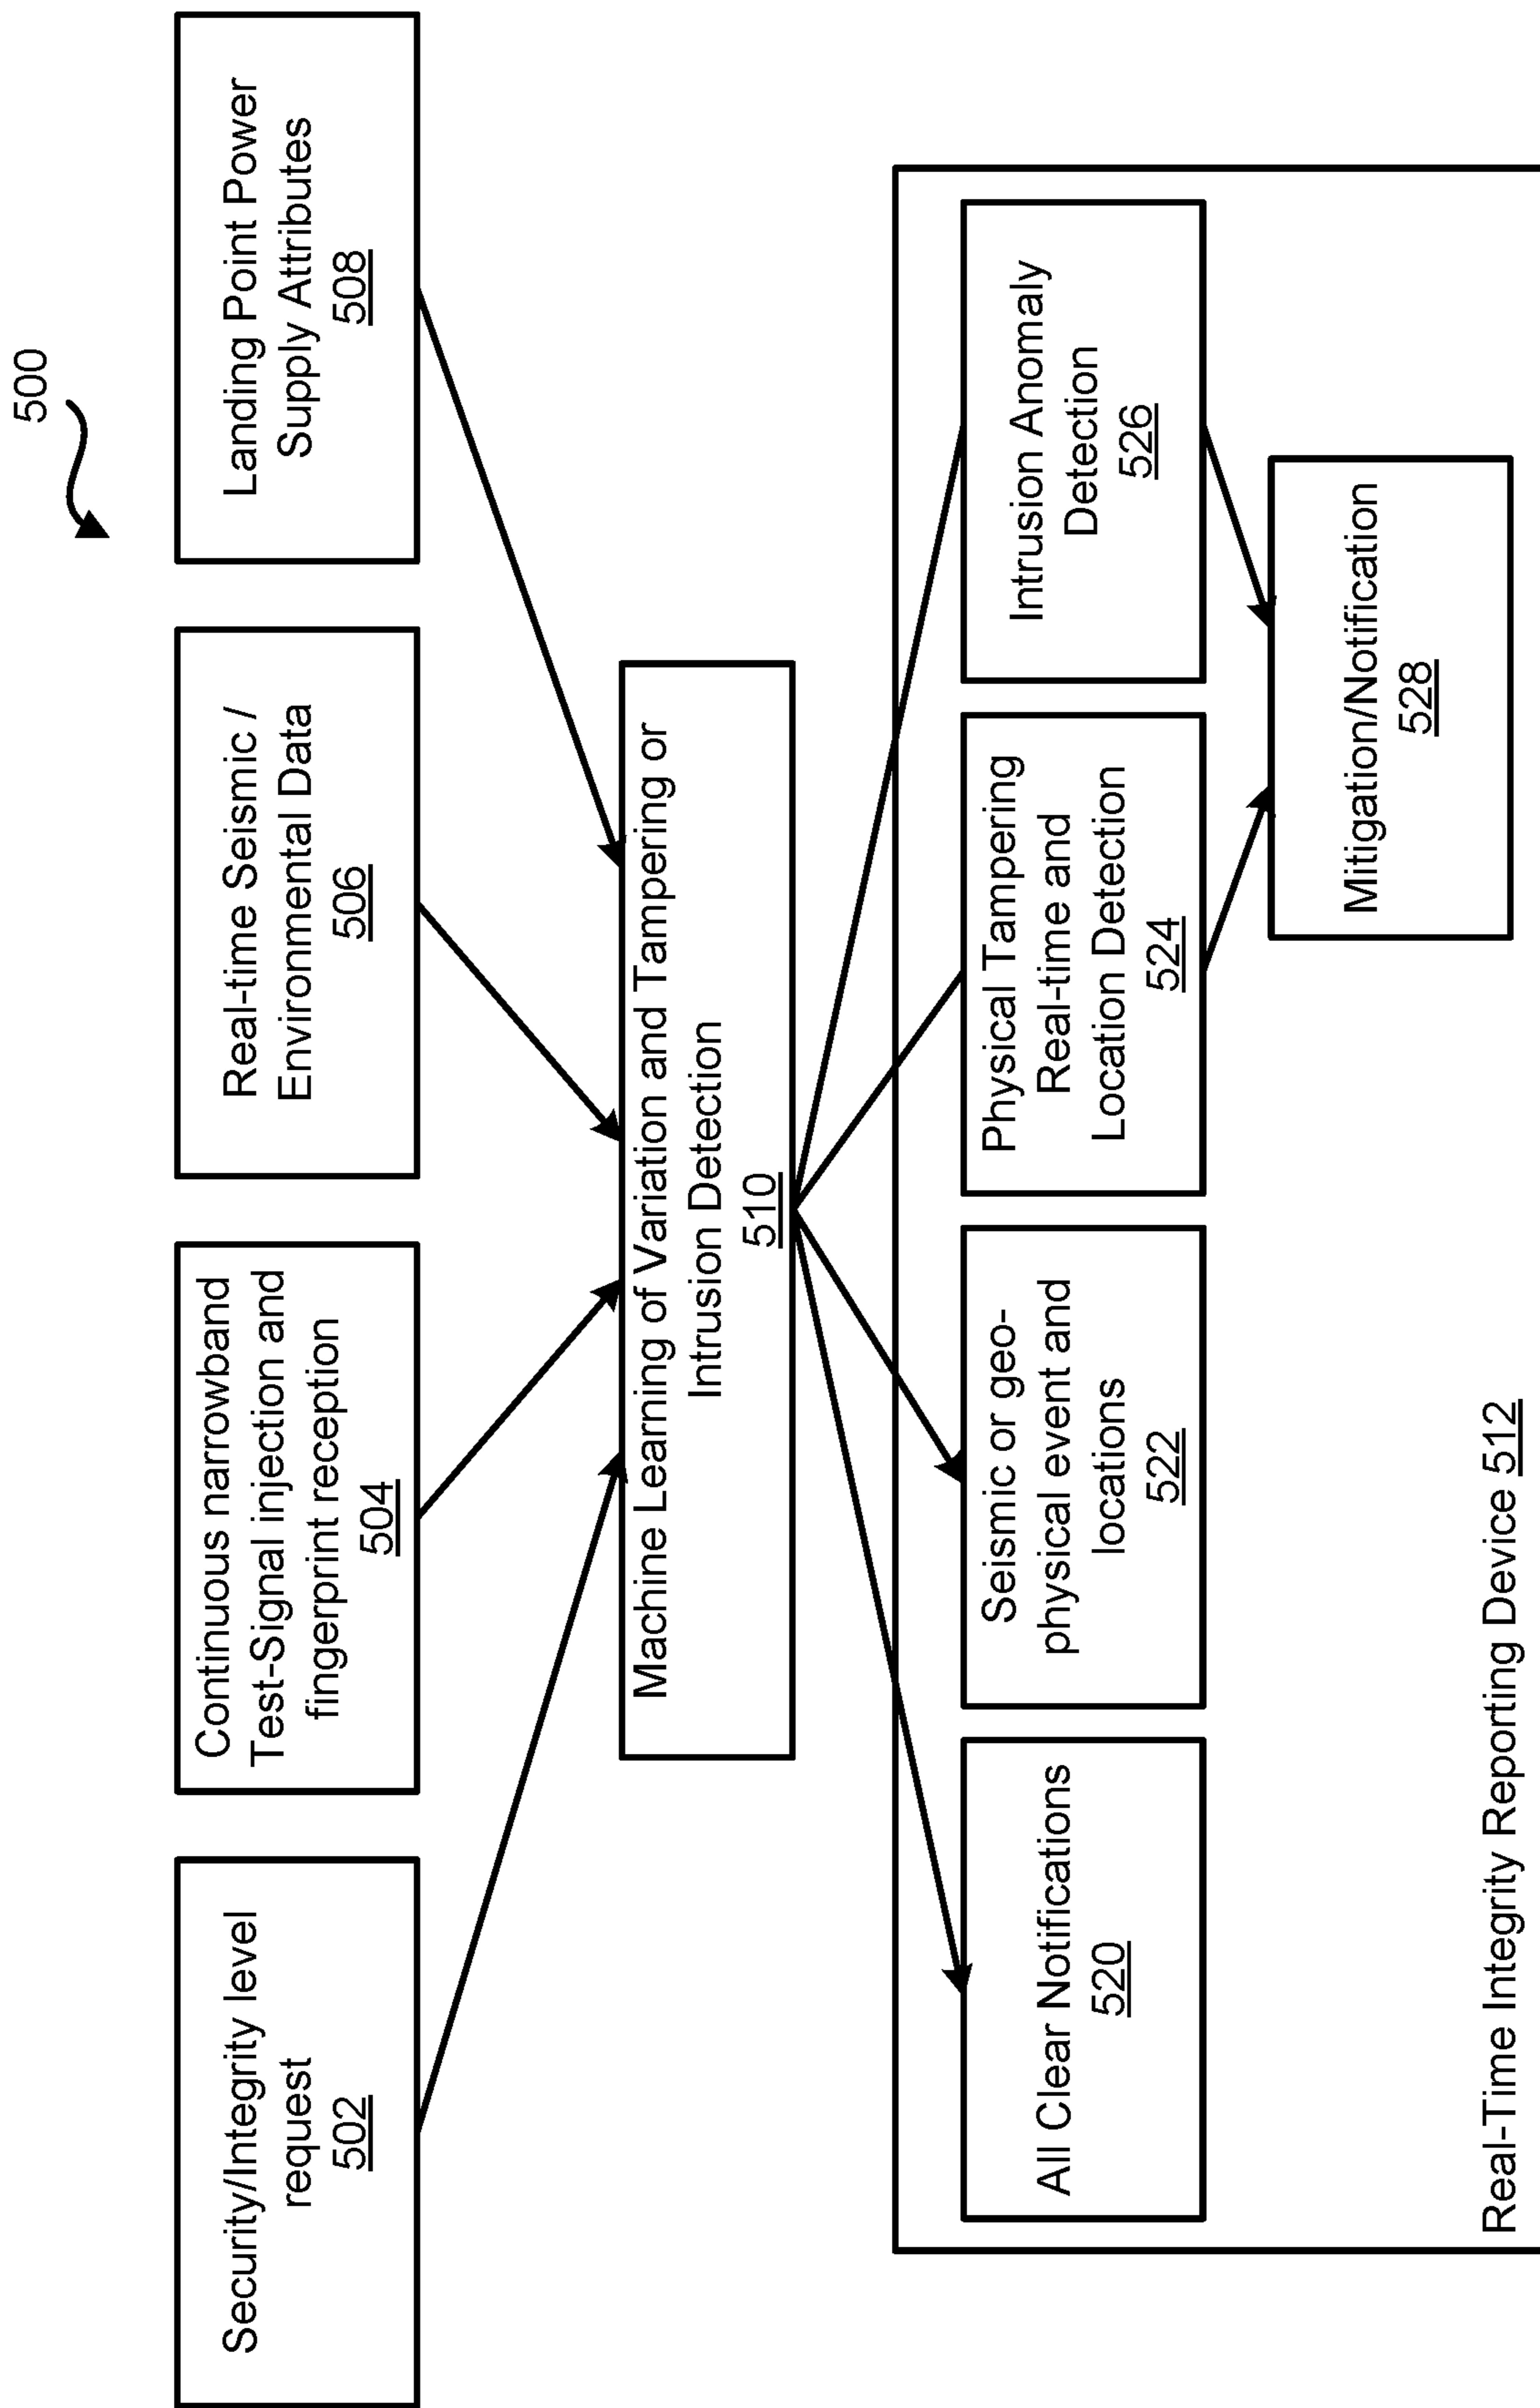 500
Security/Integrity level
request
502
Continuous narrowband
Test-Signal injection and
fingerprint reception
504
Real-time Seismic /
Environmental Data
506
Landing Point Power
Supply Attributes
508
Machine Learning of Variation and Tampering or
Intrusion Detection
510
All Clear Notifications
520
Seismic or geo-
physical event and
locations
522
Physical Tampering
Real-time and
Location Detection
524
Intrusion Anomaly
Detection
526
Mitigation/Notification
528
Real-Time Integrity Reporting Device 512